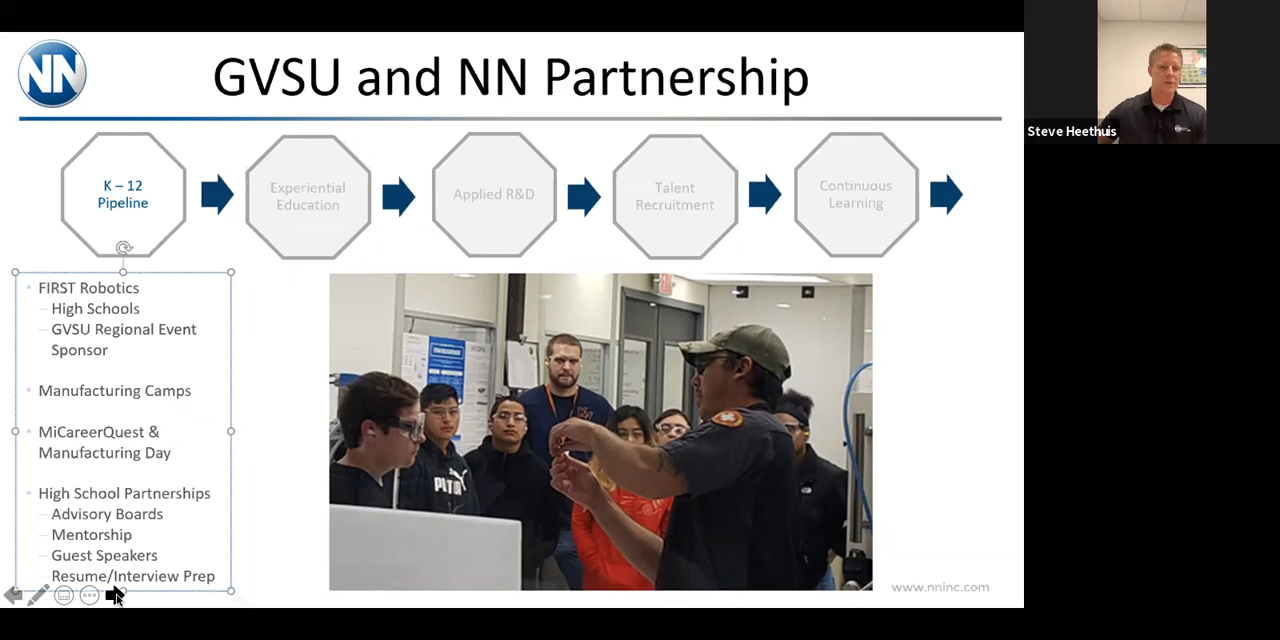 NN
GVSU and NN Partnership
K – 12
Pipeline
Experiential
Education
Applied R&D
Talent
Recruitment
Continuous
Learning
FIRST Robotics
– High Schools
– GVSU Regional Event
Sponsor
Manufacturing Camps
MiCareerQuest &
Manufacturing Day
High School Partnerships
– Advisory Boards
– Mentorship
– Guest Speakers
– Resume/Interview Prep
www.nninc.com
Steve Heethuis